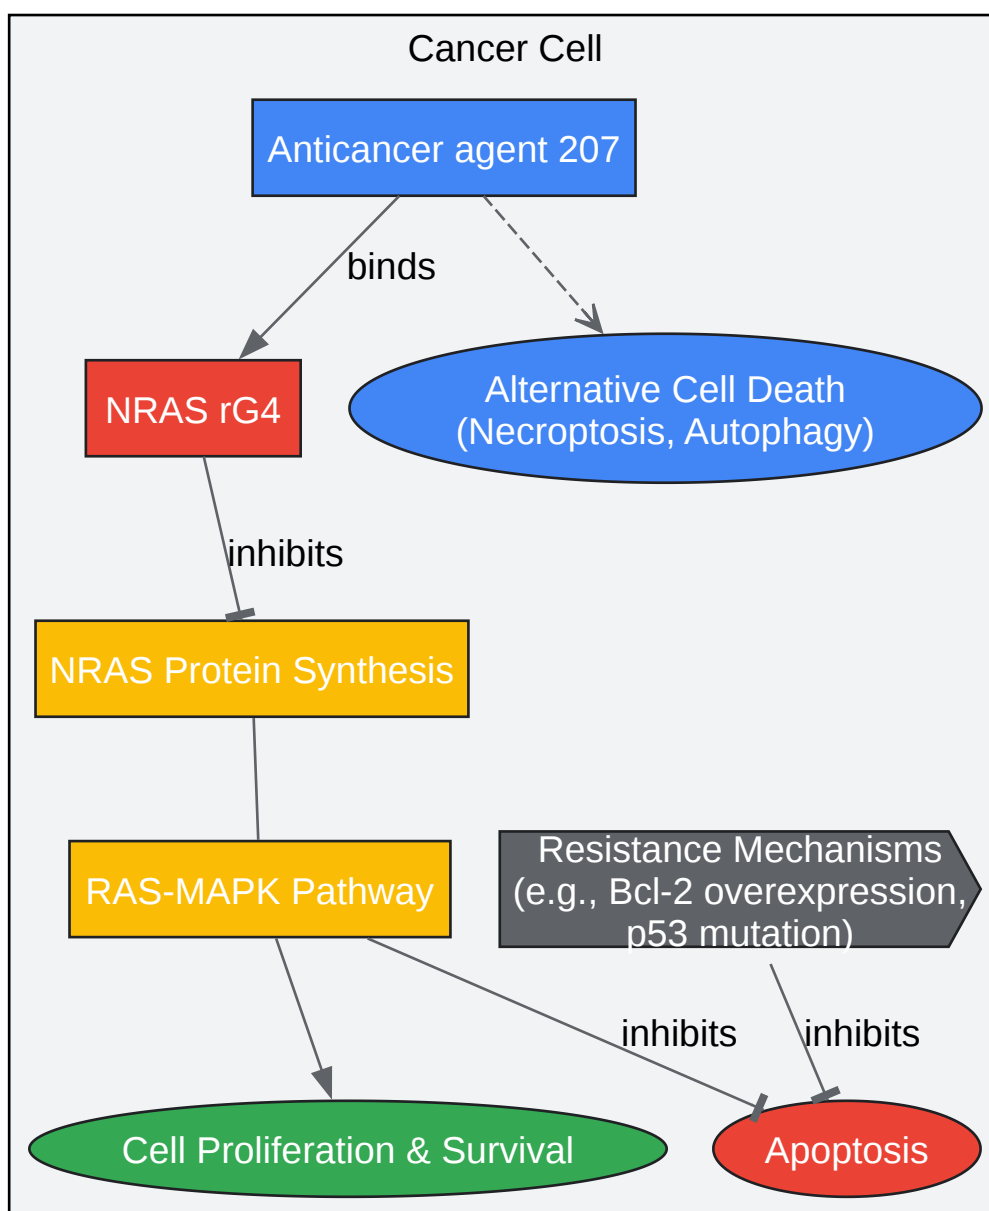 Cancer Cell
Anticancer agent 207
binds
NRAS rG4
Alternative Cell Death
(Necroptosis, Autophagy)
inhibits
NRAS Protein Synthesis
RAS-MAPK Pathway
Resistance Mechanisms
(e.g., Bcl-2 overexpression,
p53 mutation)
inhibits
inhibits
Cell Proliferation & Survival
Apoptosis